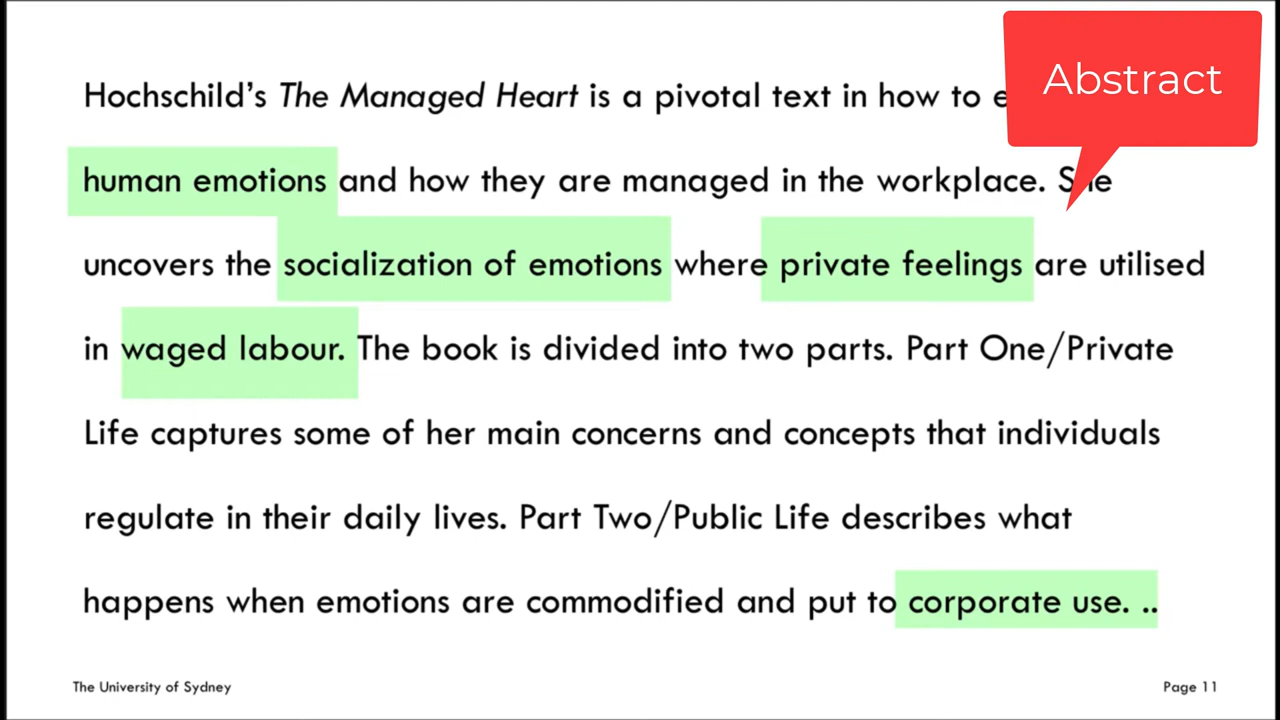 Hochschild's The Managed Heart is a pivotal text in how to
Abstract
human emotions and how they are managed in the workplace. She
uncovers the socialization of emotions where private feelings are utilised
in waged labour. The book is divided into two parts. Part One/Private
Life captures some of her main concerns and concepts that individuals
regulate in their daily lives. Part Two/Public Life describes what
happens when emotions are commodified and put to corporate use. ..
The University of Sydney
Page 11